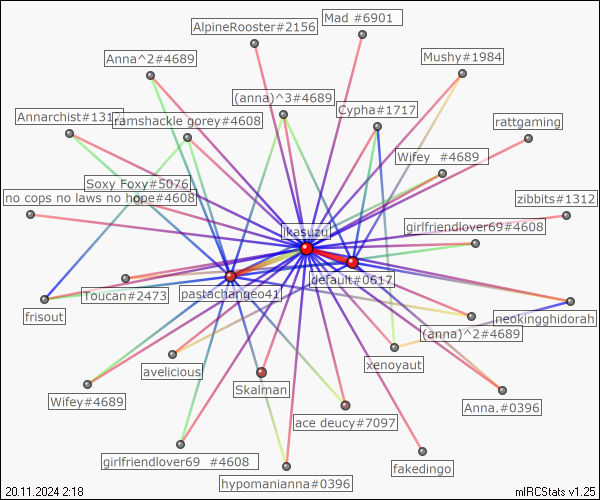 Mad #6901
AlpineRooster#2156
Mushy#1984
Anna^2#4689
(anna)^3#4689
Cypha#1717
Annarchist#131
ramshackle gorey#4608
rattgaming
Wifey #4689
Soxy Foxy#5076
no cops no laws no hope#4608
zibbits#1312
girlfriendlover69#4608
ikasuzu
default#0617
Toucan#2473
pastachangeo41
frisout
neokingghidorah
(anna)^2#4689
xenoyaut
avelicious
Skalman
Wifey#4689
Anna.#0396
ace deucy#7097
girlfriendlover69 #4608
fakedingo
hypomanianna#0396
20.11.2024 2:18
mIRCStats v1.25